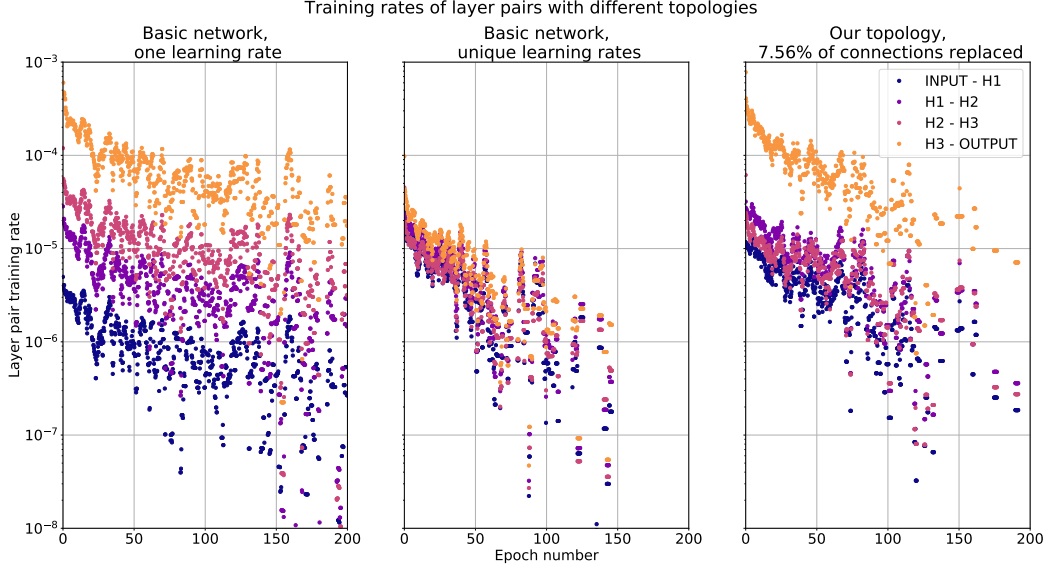 Training rates of layer pairs with different topologies
Basic network,
one learning rate
Basic network,
unique learning rates
Our topology,
7.56% of connections replaced
Layer pair training rate
10⁻³
10⁻⁴
10⁻⁵
10⁻⁶
10⁻⁷
10⁻⁸
INPUT - H1
H1 - H2
H2 - H3
H3 - OUTPUT
0 50 100 150 200
0 50 100 150 200
0 50 100 150 200
Epoch number